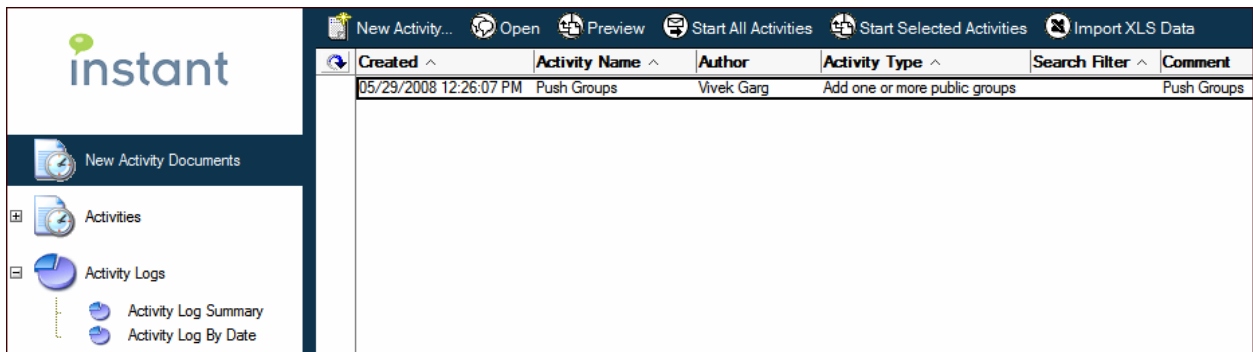 instant
New Activity Documents
Activities
Activity Logs
Activity Log Summary
Activity Log By Date
New Activity... Open Preview Start All Activities Start Selected Activities Import XLS Data
Created Activity Name Author Activity Type Search Filter Comment
05/29/2008 12:26:07 PM Push Groups Vivek Garg Add one or more public groups Push Groups